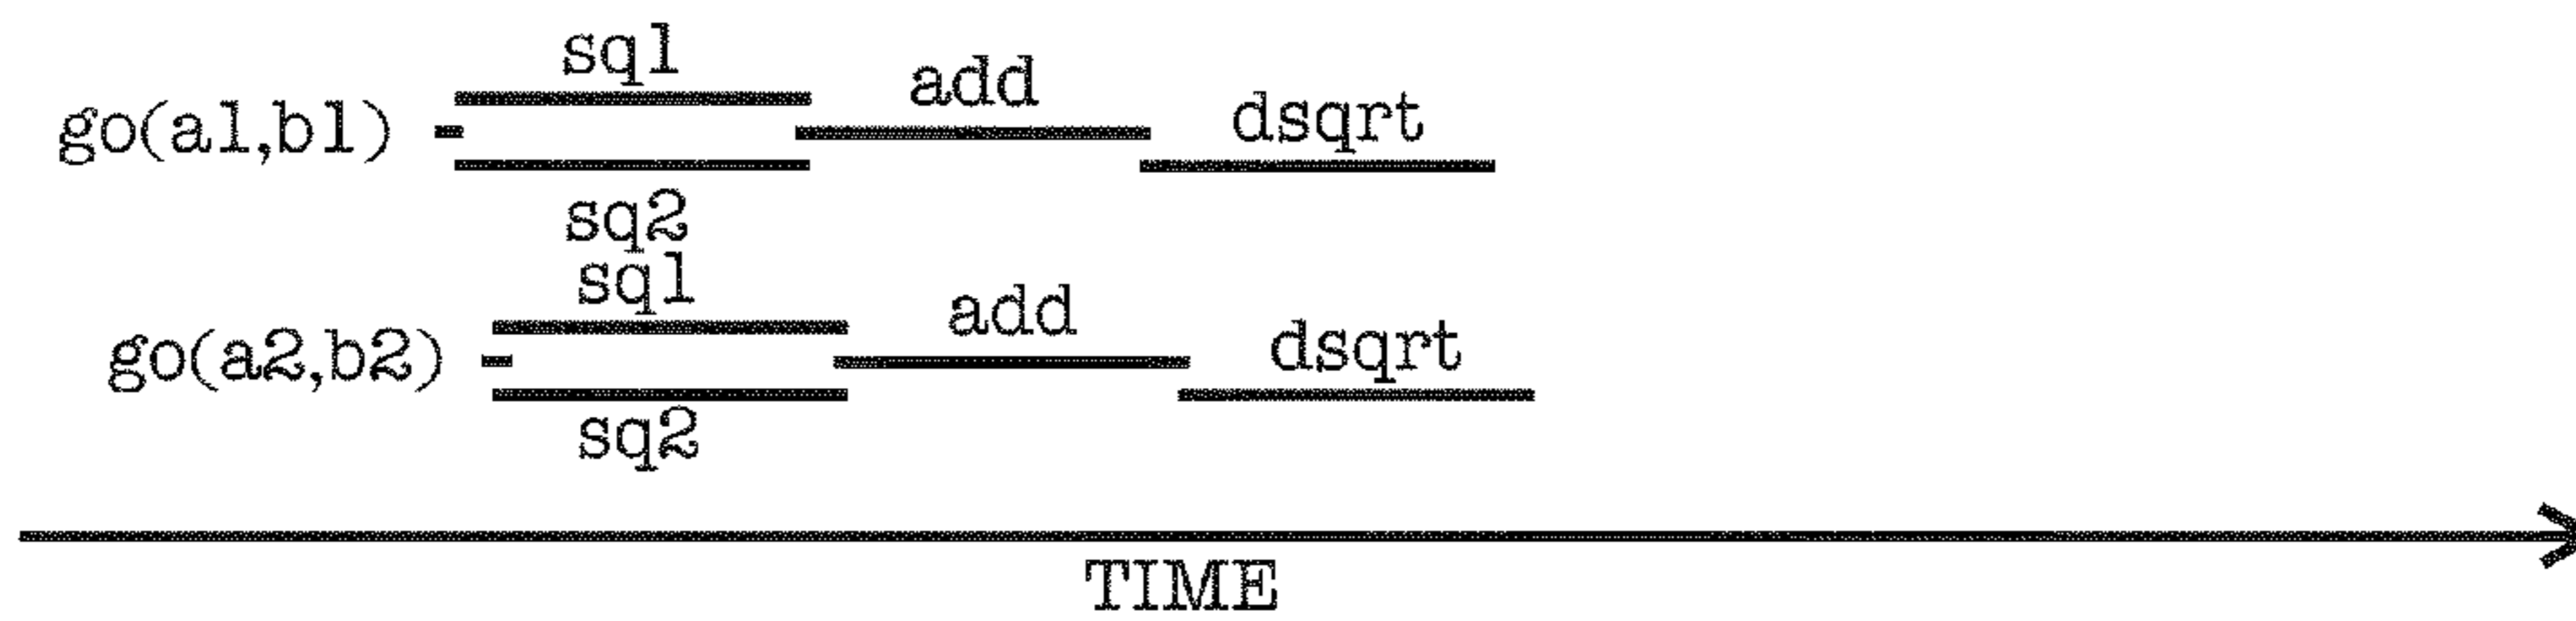 sq1
go(a1,b1) add dsqrt
sq2
sq1
go(a2,b2) add dsqrt
sq2
TIME